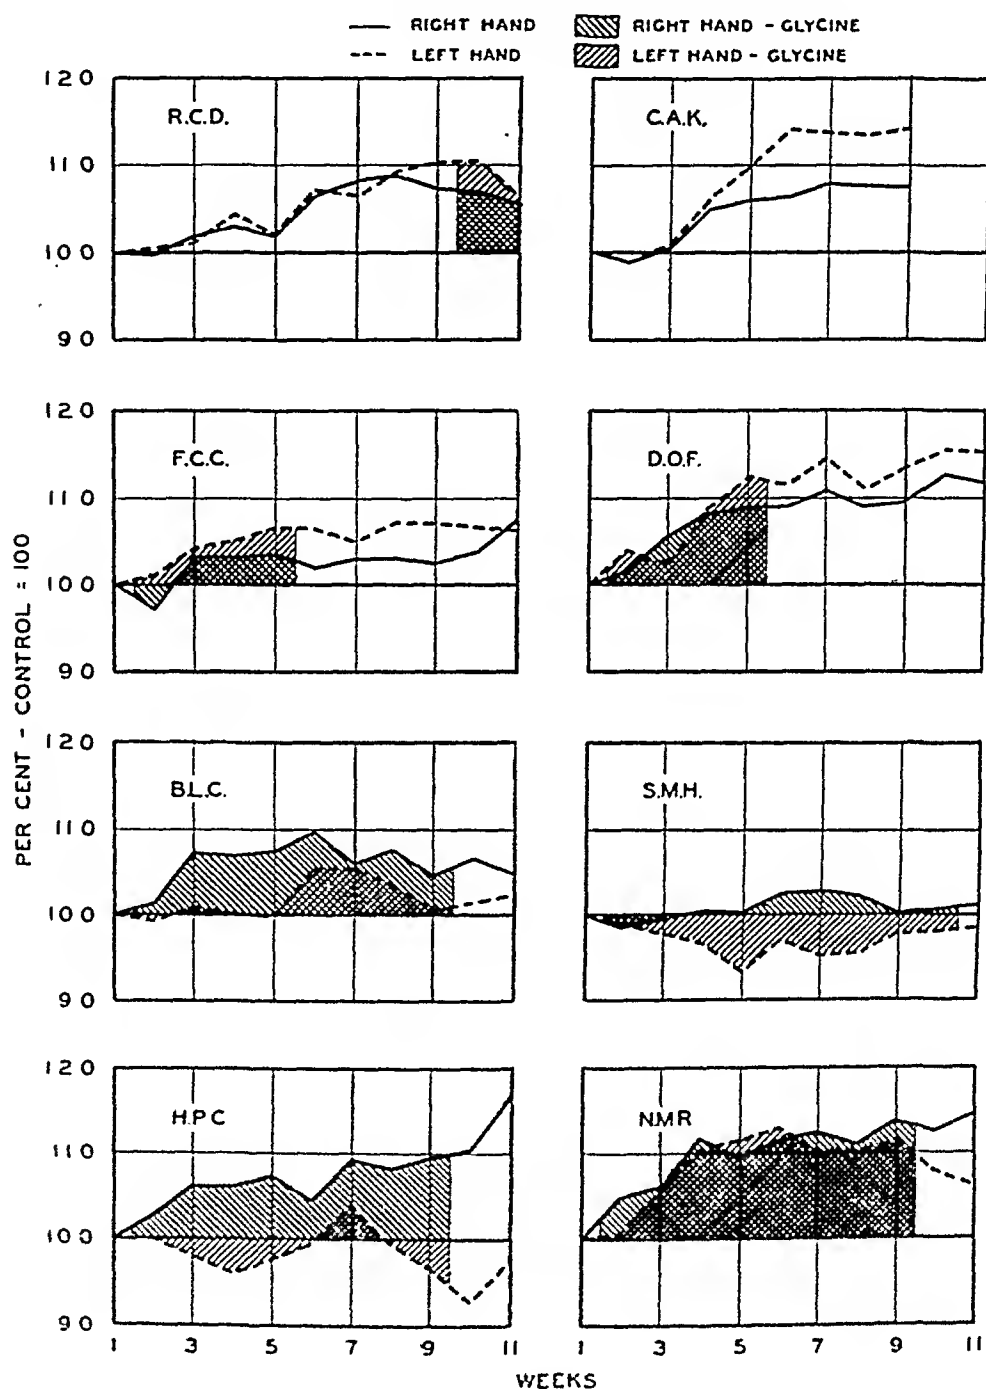 RIGHT HAND
RIGHT HAND - GLYCINE
LEFT HAND
LEFT HAND - GLYCINE
PER CENT - CONTROL = 100
120
110
100
90
R.C.D.
C.A.K.
120
110
100
90
F.C.C.
D.O.F.
120
110
100
90
B.L.C.
S.M.H.
120
110
100
90
H.P.C
N.M.R
1 3 5 7 9 11
1 3 5 7 9 11
WEEKS